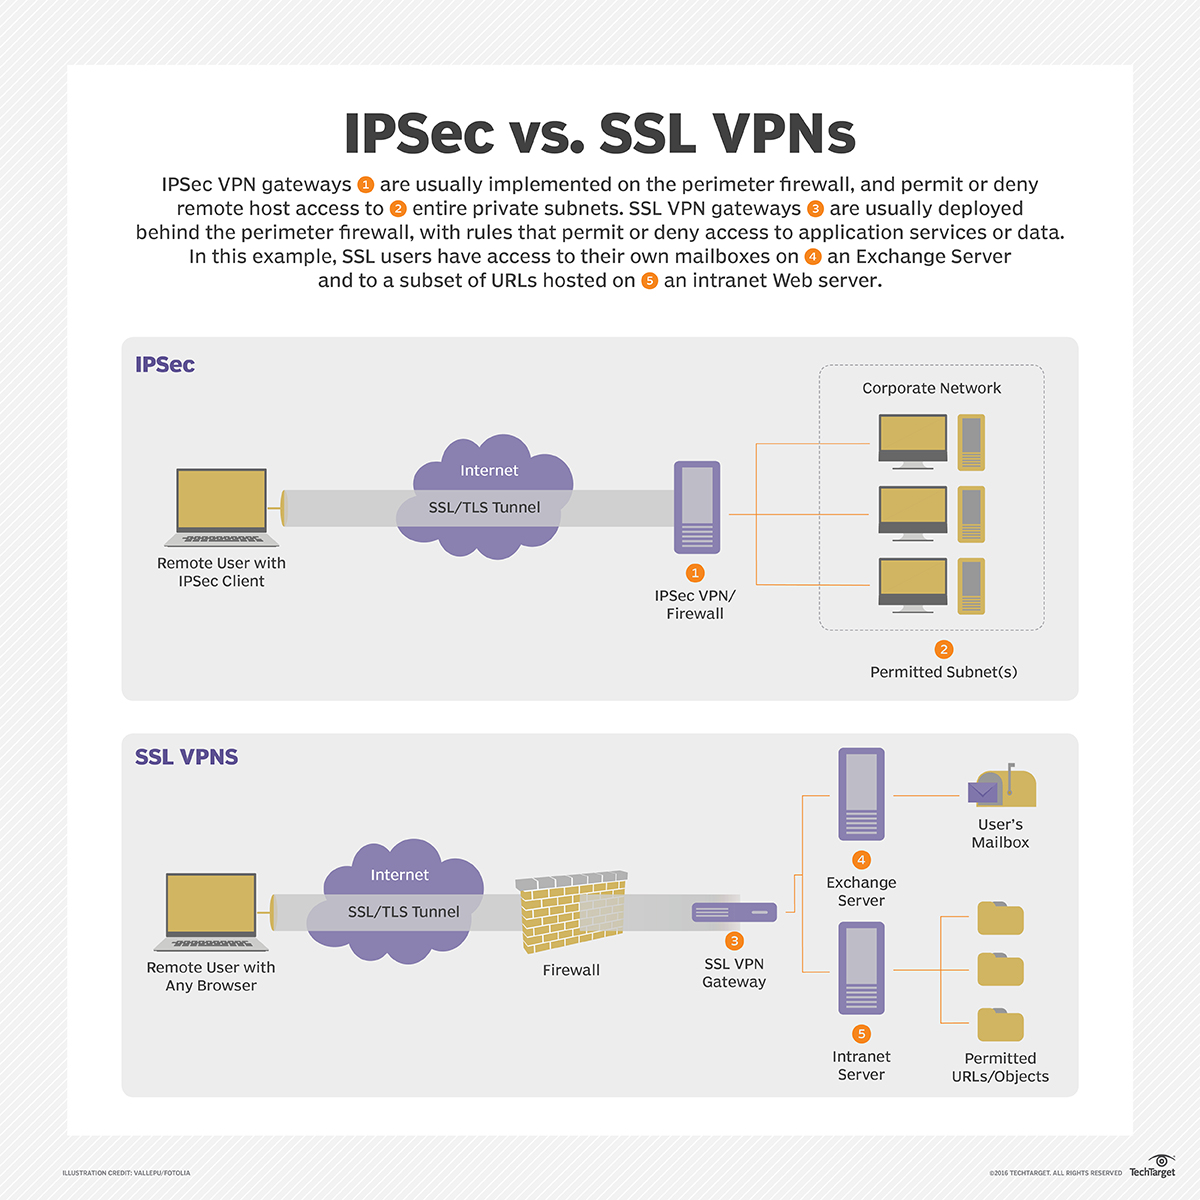 IPSec vs. SSL VPNs
IPSec VPN gateways 1 are usually implemented on the perimeter firewall, and permit or deny
remote host access to 2 entire private subnets. SSL VPN gateways 3 are usually deployed
behind the perimeter firewall, with rules that permit or deny access to application services or data.
In this example, SSL users have access to their own mailboxes on 4 an Exchange Server
and to a subset of URLs hosted on 5 an intranet Web server.
IPSec
Corporate Network
Internet
SSL/TLS Tunnel
Remote User with
IPSec Client
1
IPSec VPN/
Firewall
2
Permitted Subnet(s)
SSL VPNS
User's
Mailbox
Internet
SSL/TLS Tunnel
4
Exchange
Server
Remote User with
Any Browser
Firewall
3
SSL VPN
Gateway
5
Intranet
Server
Permitted
URLs/Objects
ILLUSTRATION CREDIT: VALLEPU/FOTOLIA
©2016 TECHTARGET. ALL RIGHTS RESERVED
TechTarget